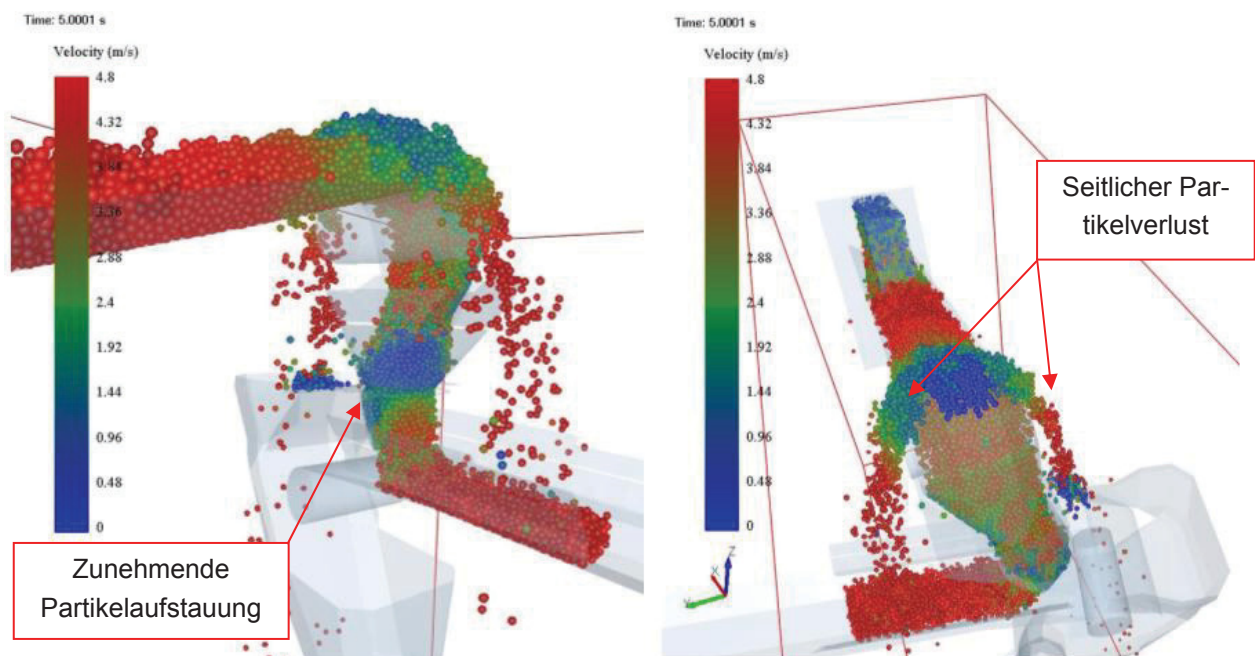 Time: 5.0001 s
Velocity (m/s)
4.8
4.32
3.84
3.36
2.88
2.4
1.92
1.44
0.96
0.48
0
Zunehmende
Partikelaufstauung
Time: 5.0001 s
Velocity (m/s)
4.8
4.32
3.84
3.36
2.88
2.4
1.92
1.44
0.96
0.48
0
Seitlicher Par-
tikelverlust
Z
X
Y